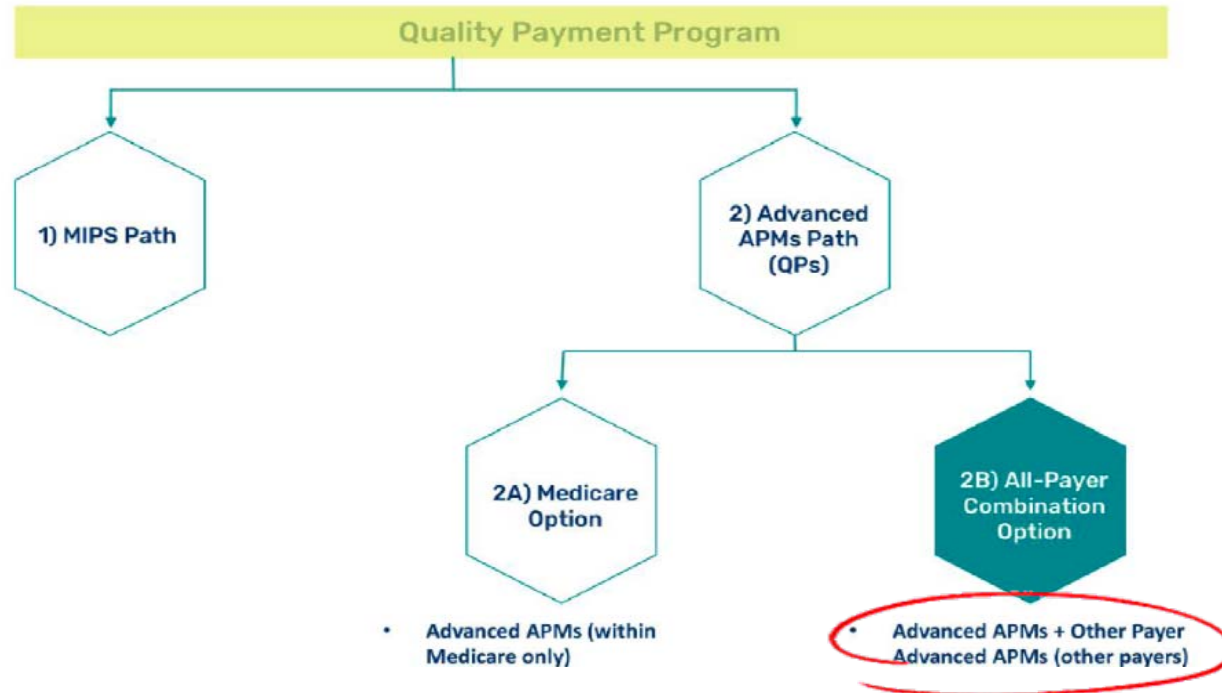 Quality Payment Program
1) MIPS Path
2) Advanced
APMs Path
(QPs)
2A) Medicare
Option
2B) All-Payer
Combination
Option
• Advanced APMs (within
Medicare only)
• Advanced APMs + Other Payer
Advanced APMs (other payers)